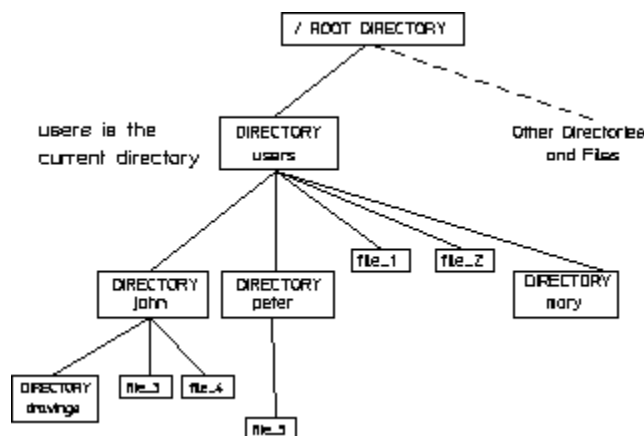 / ROOT DIRECTORY
users is the
current directory
DIRECTORY
users
Other Directories
and Files
file_1
file_2
DIRECTORY
john
DIRECTORY
peter
DIRECTORY
mary
DIRECTORY
drawings
file_3
file_4
file_5